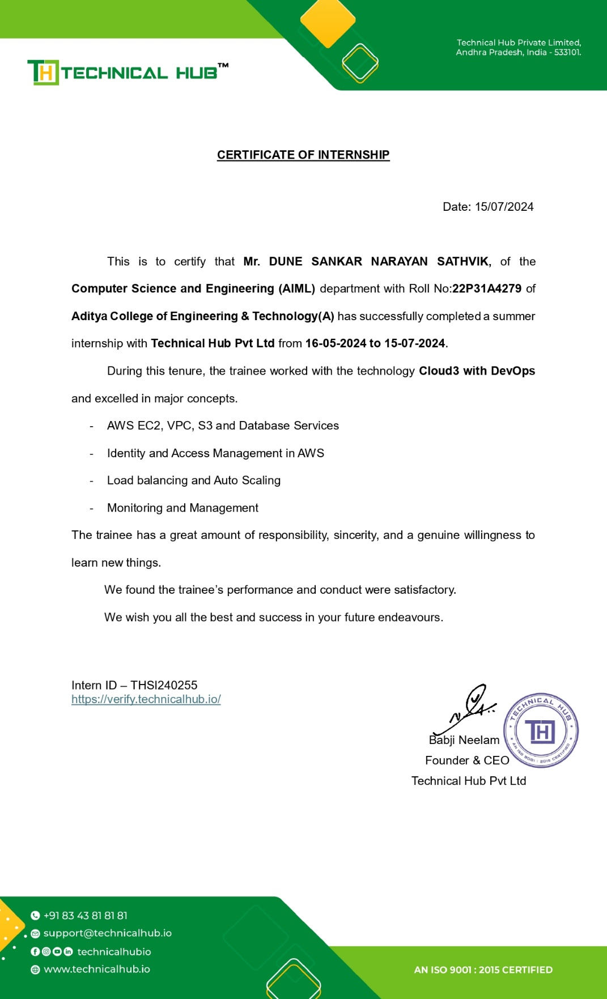 Technical Hub Private Limited,
Andhra Pradesh, India - 533101.
TH TECHNICAL HUB™
CERTIFICATE OF INTERNSHIP
Date: 15/07/2024
This is to certify that Mr. DUNE SANKAR NARAYAN SATHVIK, of the
Computer Science and Engineering (AIML) department with Roll No:22P31A4279 of
Aditya College of Engineering & Technology(A) has successfully completed a summer
internship with Technical Hub Pvt Ltd from 16-05-2024 to 15-07-2024.
During this tenure, the trainee worked with the technology Cloud3 with DevOps
and excelled in major concepts.
- AWS EC2, VPC, S3 and Database Services
- Identity and Access Management in AWS
- Load balancing and Auto Scaling
- Monitoring and Management
The trainee has a great amount of responsibility, sincerity, and a genuine willingness to
learn new things.
We found the trainee's performance and conduct were satisfactory.
We wish you all the best and success in your future endeavours.
Intern ID – THSI240255
https://verify.technicalhub.io/
TECHNICAL HUB
TH
AN ISO 9001 : 2015 CERTIFIED
Babji Neelam
Founder & CEO
Technical Hub Pvt Ltd
+91 83 43 81 81 81
support@technicalhub.io
technicalhubio
www.technicalhub.io
AN ISO 9001 : 2015 CERTIFIED